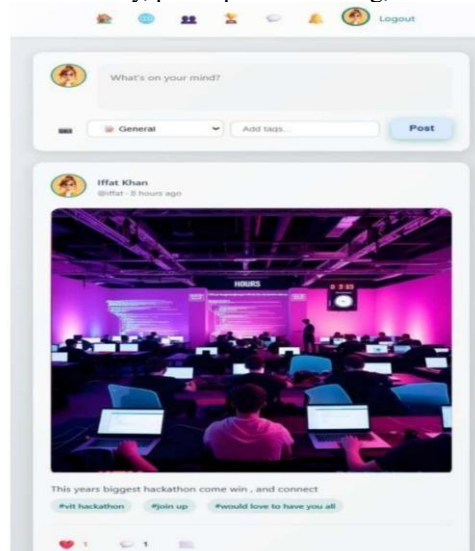 Logout
What's on your mind?
General
Add tags...
Post
Iffat Khan
@iffat · 8 hours ago
HOURS
This years biggest hackathon come win , and connect
#vit hackathon #join up #would love to have you all
1 1